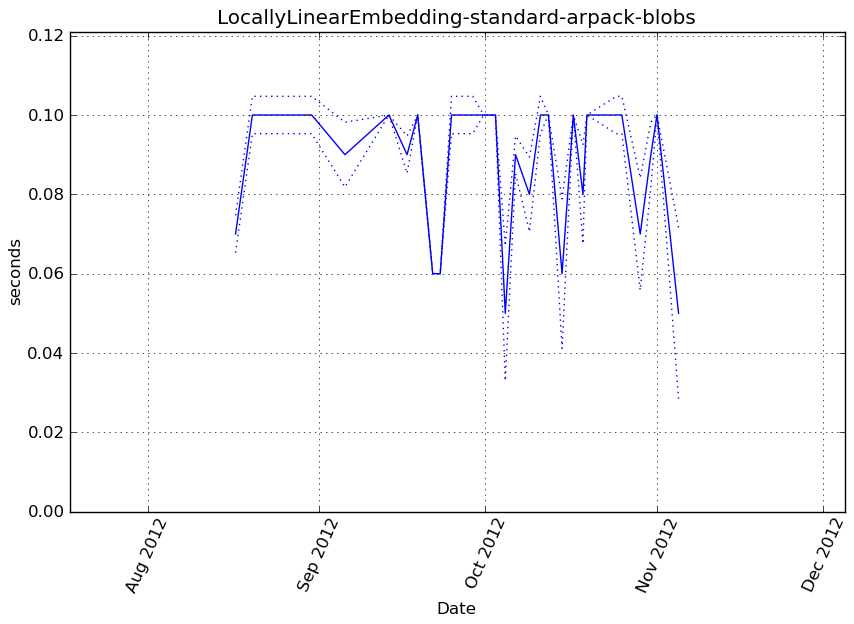 LocallyLinearEmbedding-standard-arpack-blobs
0.12
0.10
0.08
0.06
0.04
0.02
0.00
seconds
Aug 2012
Sep 2012
Oct 2012
Nov 2012
Dec 2012
Date